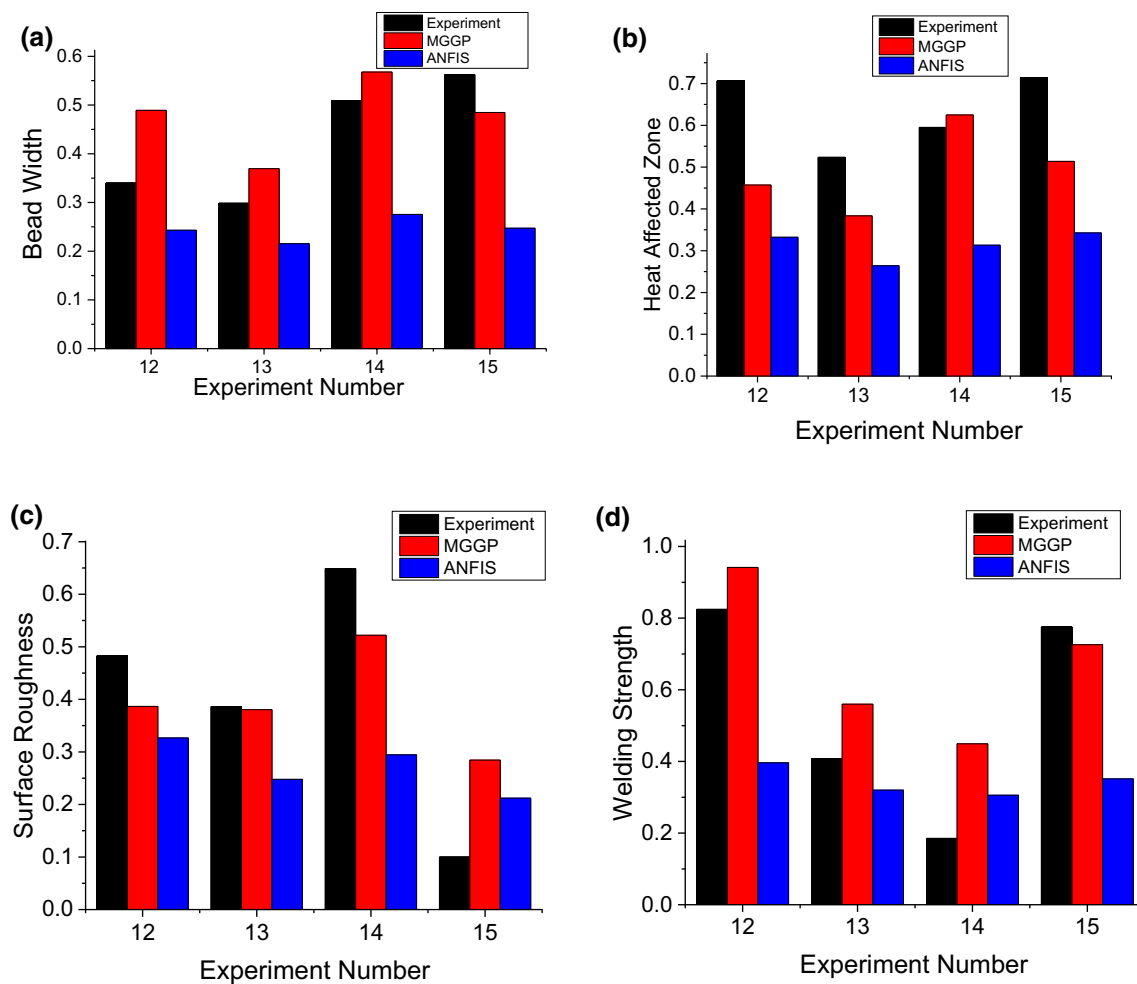 (a)
Experiment
MGGP
ANFIS
0.6
0.5
0.4
0.3
0.2
0.1
0.0
Bead Width
12 13 14 15
Experiment Number
(b)
Experiment
MGGP
ANFIS
0.7
0.6
0.5
0.4
0.3
0.2
0.1
0.0
Heat Affected Zone
12 13 14 15
Experiment Number
(c)
Experiment
MGGP
ANFIS
0.7
0.6
0.5
0.4
0.3
0.2
0.1
0.0
Surface Roughness
12 13 14 15
Experiment Number
(d)
Experiment
MGGP
ANFIS
1.0
0.8
0.6
0.4
0.2
0.0
Welding Strength
12 13 14 15
Experiment Number